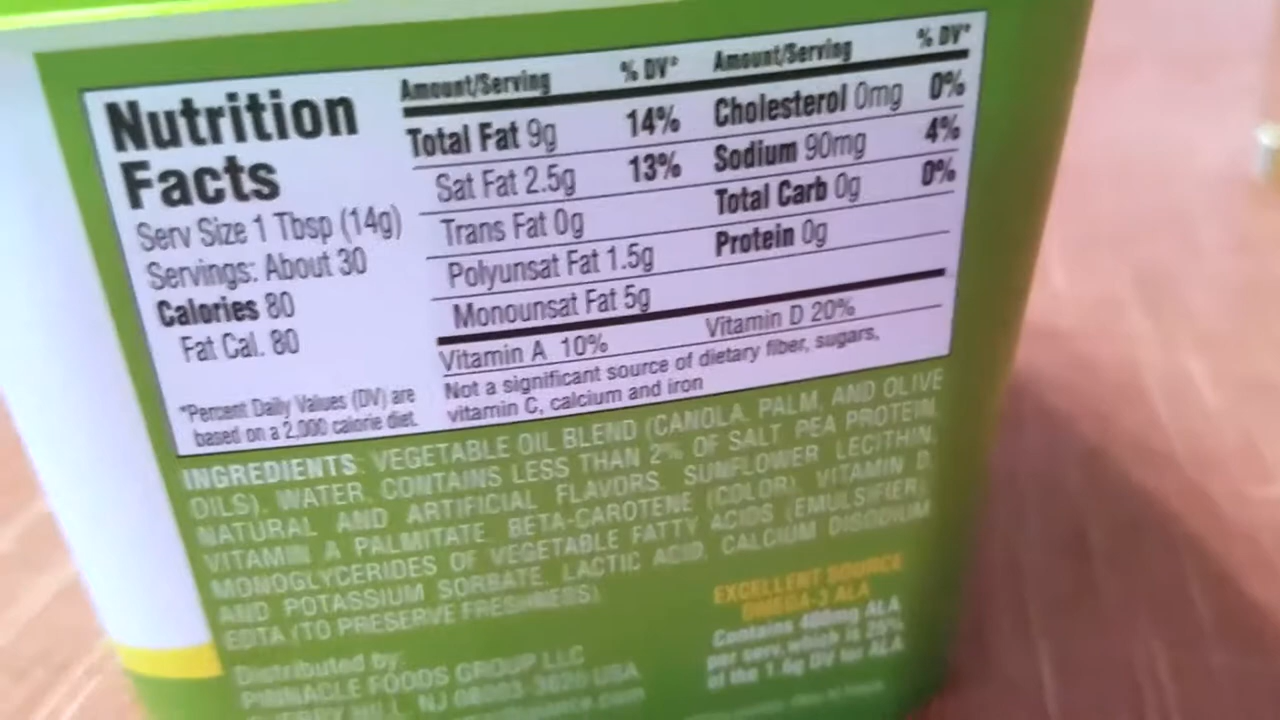 Nutrition
Facts
Serv Size 1 Tbsp (14g)
Servings: About 30
Calories 80
Fat Cal. 80
*Percent Daily Values (DV) are
based on a 2,000 calorie diet.
Amount/Serving % DV*
Total Fat 9g 14%
Sat Fat 2.5g 13%
Trans Fat 0g
Polyunsat Fat 1.5g
Monounsat Fat 5g
Amount/Serving % DV*
Cholesterol 0mg 0%
Sodium 90mg 4%
Total Carb 0g 0%
Protein 0g
Vitamin A 10% Vitamin D 20%
Not a significant source of dietary fiber, sugars,
vitamin C, calcium and iron
INGREDIENTS: VEGETABLE OIL BLEND (CANOLA, PALM, AND OLIVE
OILS), WATER, CONTAINS LESS THAN 2% OF SALT, PEA PROTEIN,
NATURAL AND ARTIFICIAL FLAVORS, SUNFLOWER LECITHIN,
VITAMIN A PALMITATE, BETA-CAROTENE (COLOR), VITAMIN D,
MONOGLYCERIDES OF VEGETABLE FATTY ACIDS (EMULSIFIER),
AND POTASSIUM SORBATE, LACTIC ACID, CALCIUM DISODIUM
EDTA (TO PRESERVE FRESHNESS)
Distributed by:
PINNACLE FOODS GROUP LLC
CHERRY HILL, NJ USA
EXCELLENT SOURCE
OMEGA-3 ALA
Contains 400mg ALA
per serv, which is 25%
of the 1.6g DV for ALA